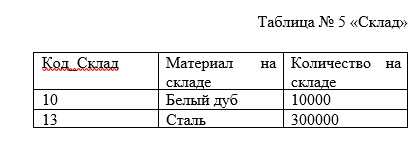 Таблица № 5 «Склад»
Код_Склад Материал на складе Количество на складе
10 Белый дуб 10000
13 Сталь 300000